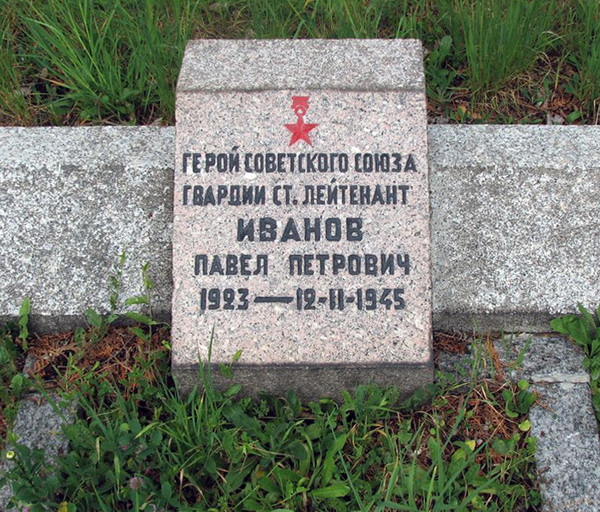 ГЕРОЙ СОВЕТСКОГО СОЮЗА
ГВАРДИИ СТ. ЛЕЙТЕНАНТ
ИВАНОВ
ПАВЕЛ ПЕТРОВИЧ
1923 — 12-II-1945